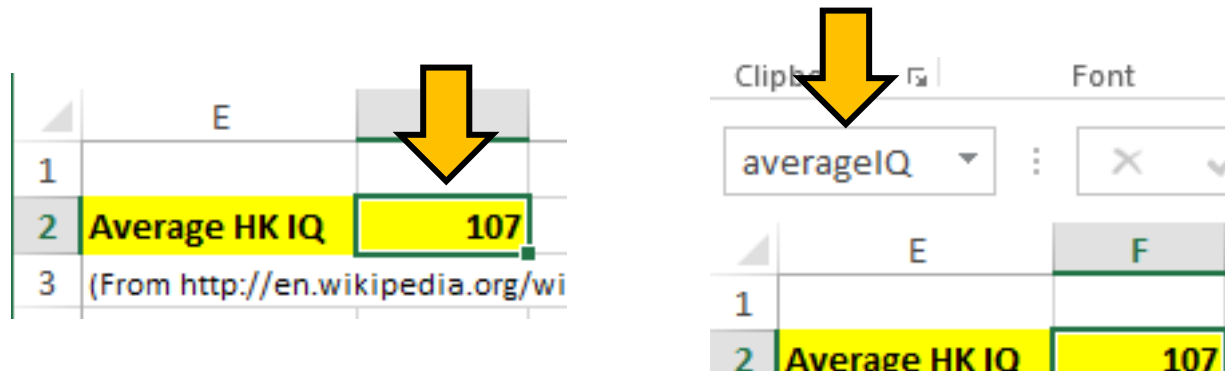 E
1
2 Average HK IQ 107
3 (From http://en.wikipedia.org/wi
Font
averageIQ
E F
1
2 Average HK IQ 107